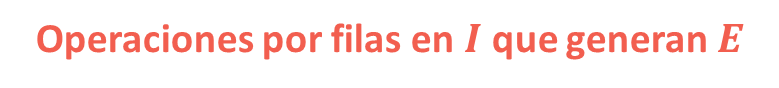 Operaciones por filas en I que generan E